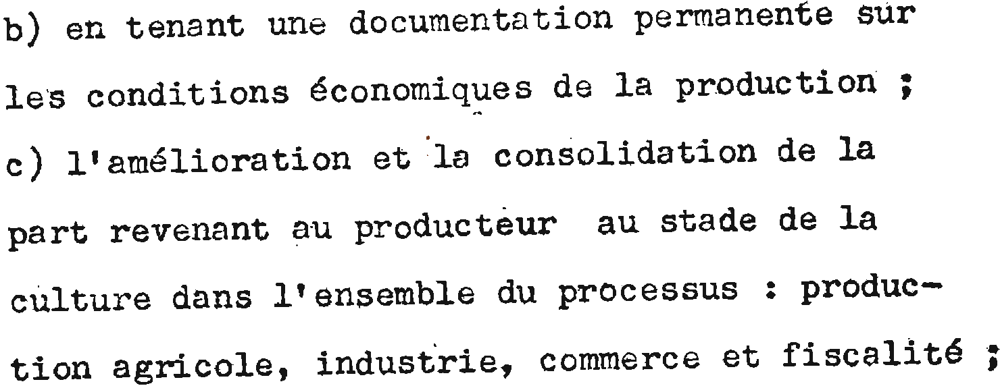 b) en tenant une documentation permanente sur
les conditions économiques de la production ;
c) l'amélioration et la consolidation de la
part revenant au producteur au stade de la
culture dans l'ensemble du processus : produc-
tion agricole, industrie, commerce et fiscalité ;